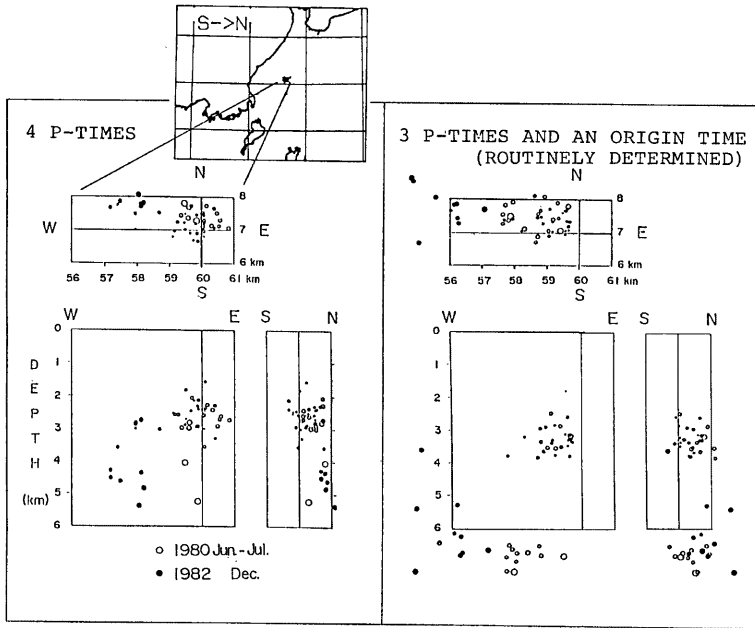 S->N
N
4 P-TIMES
W
E
8
7
6 km
56 57 58 59 60 61 km
S
W E S N
0
1
2
3
4
5
6
DEPTH
(km)
○ 1980 Jun.-Jul.
● 1982 Dec.
3 P-TIMES AND AN ORIGIN TIME
(ROUTINELY DETERMINED)
N
8
7
6 km
E
56 57 58 59 60 61 km
S
W E S N
0
1
2
3
4
5
6